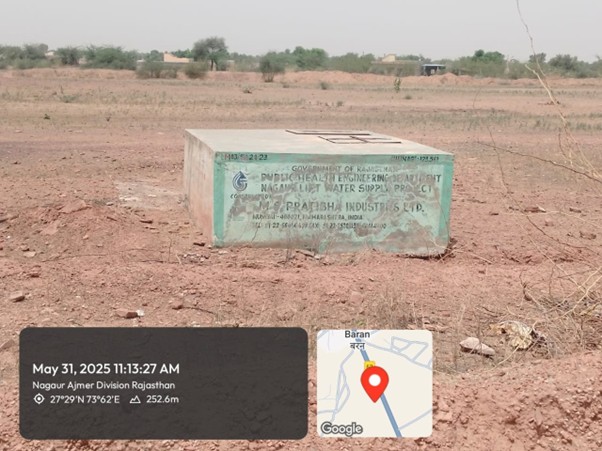 GOVERNMENT OF RAJASTHAN
PUBLIC HEALTH ENGINEERING DEPARTMENT
NAGAUR LIFT WATER SUPPLY PROJECT
M/S. PRATIBHA INDUSTRIES LTD.
INDIA
May 31, 2025 11:13:27 AM
Nagaur Ajmer Division Rajasthan
27°29'N 73°62'E 252.6m
Baran
बरन
Google